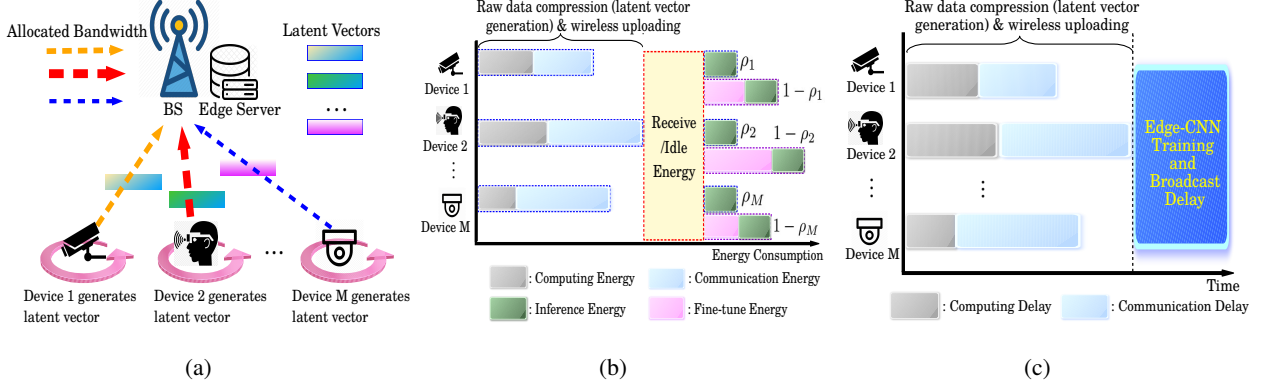 Allocated Bandwidth
Latent Vectors
...
BS
Edge Server
...
Device 1 generates
latent vector
Device 2 generates
latent vector
Device M generates
latent vector
(a)
Raw data compression (latent vector
generation) & wireless uploading
Device 1
Device 2
⋮
Device M
Receive
/Idle
Energy
ρ1
1 − ρ1
ρ2
1 − ρ2
ρM
1 − ρM
Energy Consumption
: Computing Energy
: Communication Energy
: Inference Energy
: Fine-tune Energy
(b)
Raw data compression (latent vector
generation) & wireless uploading
Device 1
Device 2
⋮
⋮
Device M
Edge-CNN
Training
and
Broadcast
Delay
Time
: Computing Delay
: Communication Delay
(c)